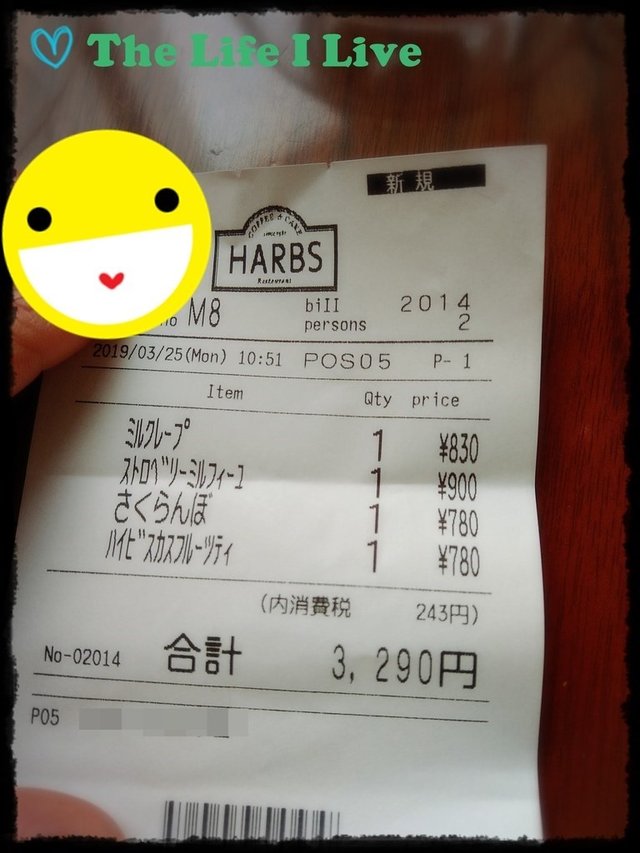 The Life I Live
新規
COFFEE & CAKE
HARBS
Restaurant
M8 bill 2014
persons 2
2019/03/25(Mon) 10:51 POS05 P- 1
Item Qty price
ミルクレープ 1 ¥830
ストロベリーミルフィーユ 1 ¥900
さくらんぼ 1 ¥780
ハイビスカスフルーツティ 1 ¥780
(内消費税 243円)
No-02014 合計 3,290円
P05